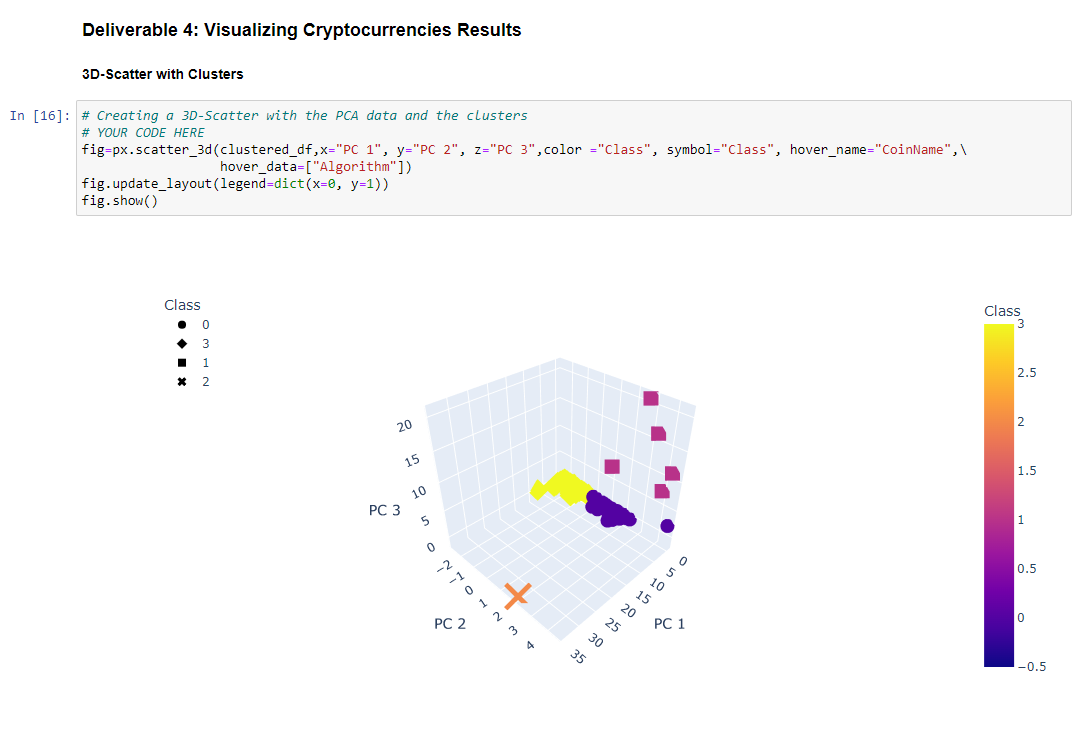 Deliverable 4: Visualizing Cryptocurrencies Results
3D-Scatter with Clusters
In [16]:
# Creating a 3D-Scatter with the PCA data and the clusters
# YOUR CODE HERE
fig=px.scatter_3d(clustered_df,x="PC 1", y="PC 2", z="PC 3",color ="Class", symbol="Class", hover_name="CoinName",\
hover_data=["Algorithm"])
fig.update_layout(legend=dict(x=0, y=1))
fig.show()
Class
0
3
1
2
20
15
10
5
0
PC 3
−2
−1
0
1
2
3
4
PC 2
0
5
10
15
20
25
30
35
PC 1
Class
3
2.5
2
1.5
1
0.5
0
−0.5